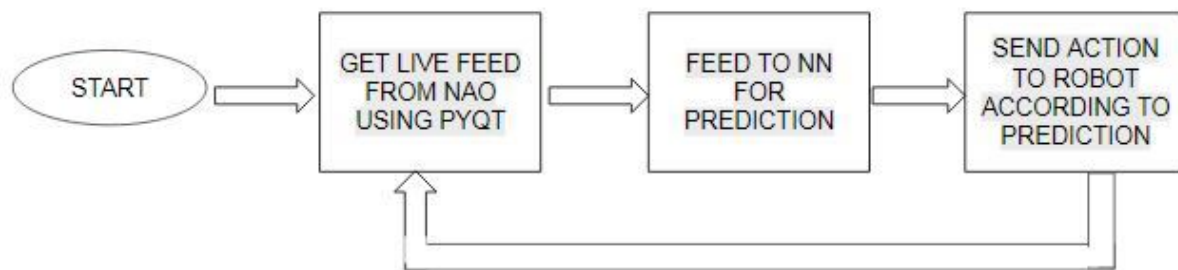 START
GET LIVE FEED
FROM NAO
USING PYQT
FEED TO NN
FOR
PREDICTION
SEND ACTION
TO ROBOT
ACCORDING TO
PREDICTION